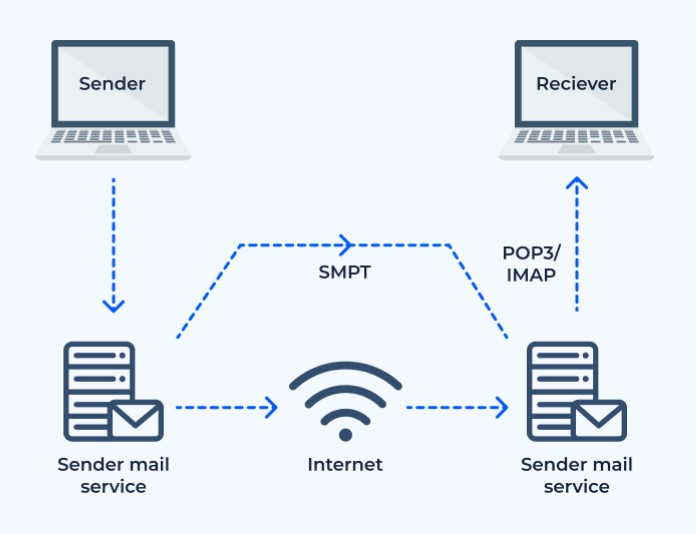 Sender
Reciever
SMPT
POP3/
IMAP
Sender mail
service
Internet
Sender mail
service